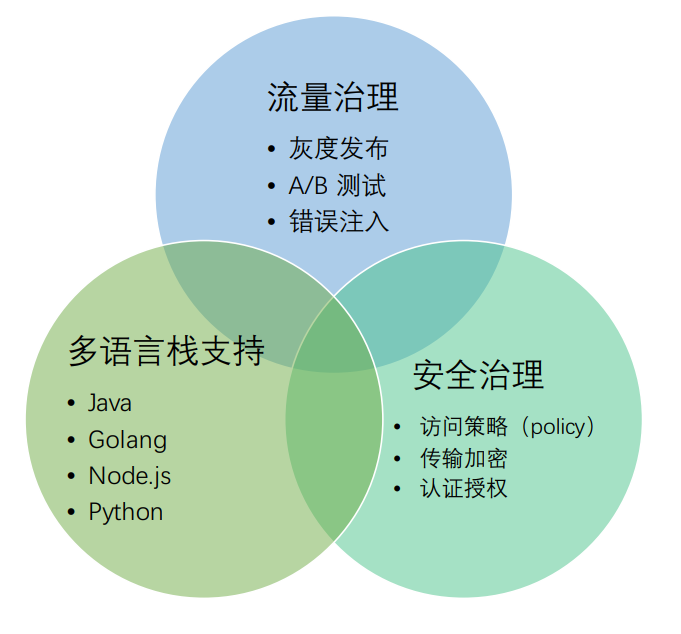 流量治理
• 灰度发布
• A/B 测试
• 错误注入
多语言栈支持
• Java
• Golang
• Node.js
• Python
安全治理
• 访问策略（policy）
• 传输加密
• 认证授权